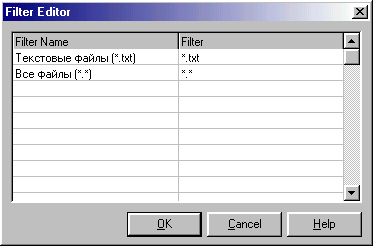 Filter Editor
Filter Name Filter
Текстовые файлы (*.txt) *.txt
Все файлы (*.*) *.*
OK Cancel Help